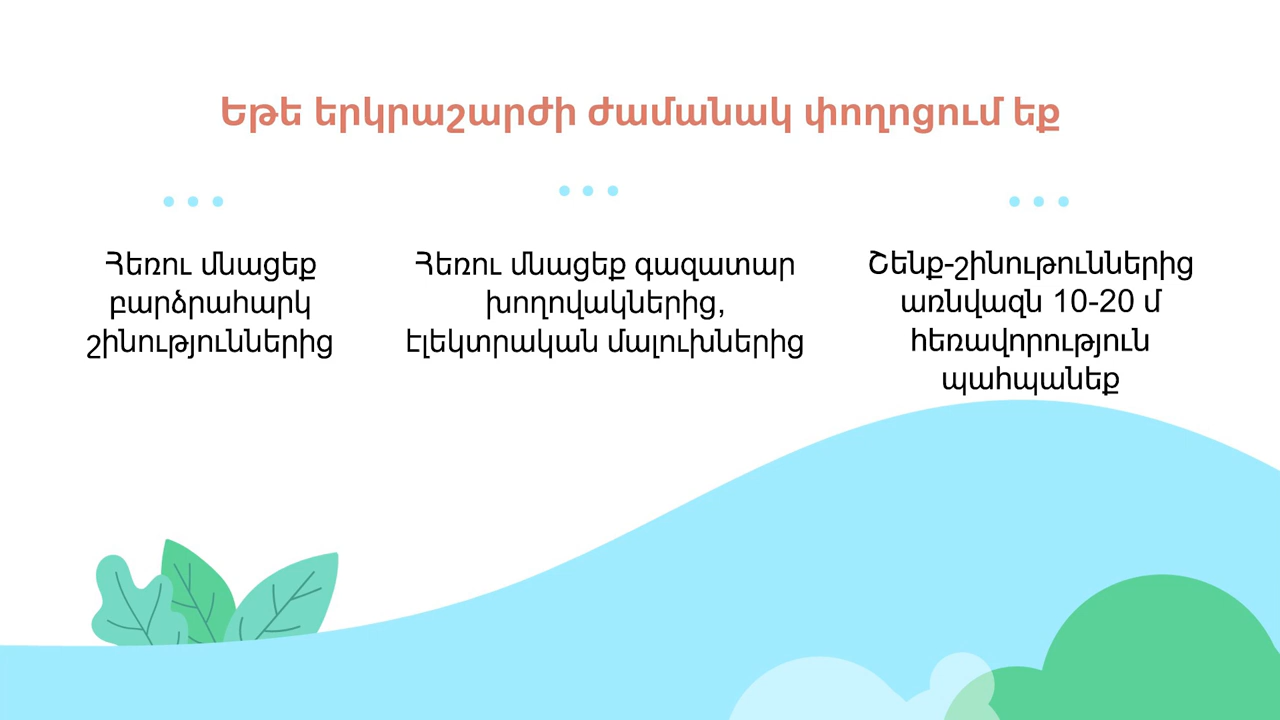 Եթե երկրաշարժի ժամանակ փողոցում եք
Հեռու մնացեք
բարձրահարկ
շինություններից
Հեռու մնացեք գազատար
խողովակներից,
էլեկտրական մալուխներից
Շենք-շինութուններից
առնվազն 10-20 մ
հեռավորություն
պահպանեք